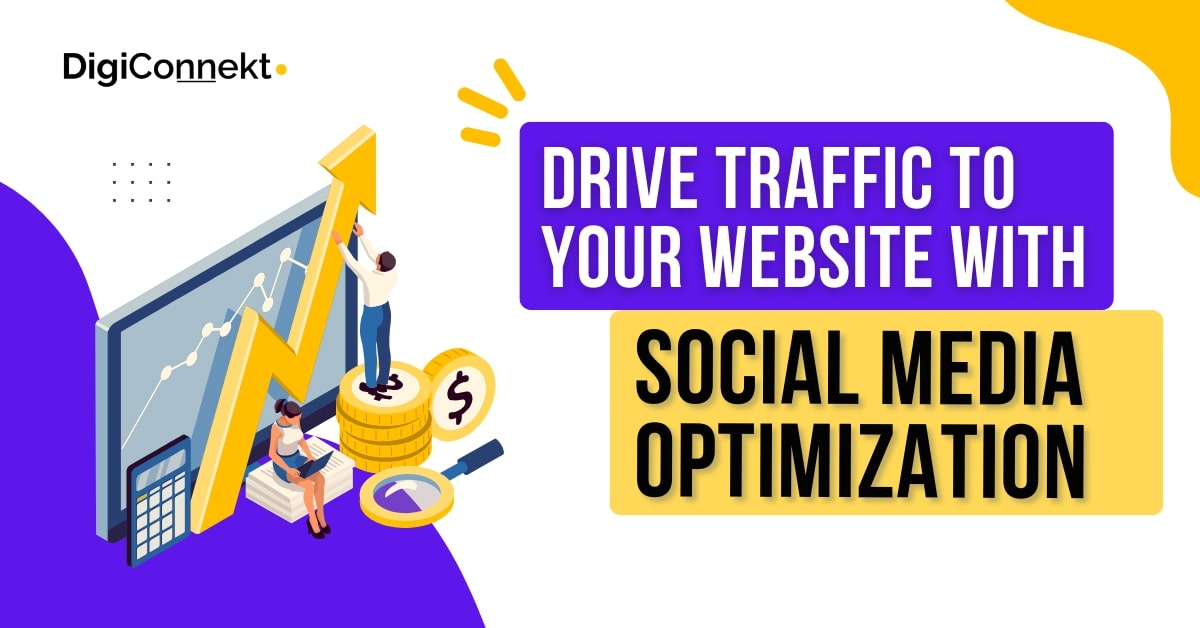 DigiConnekt
DRIVE TRAFFIC TO
YOUR WEBSITE WITH
SOCIAL MEDIA
OPTIMIZATION
$
$